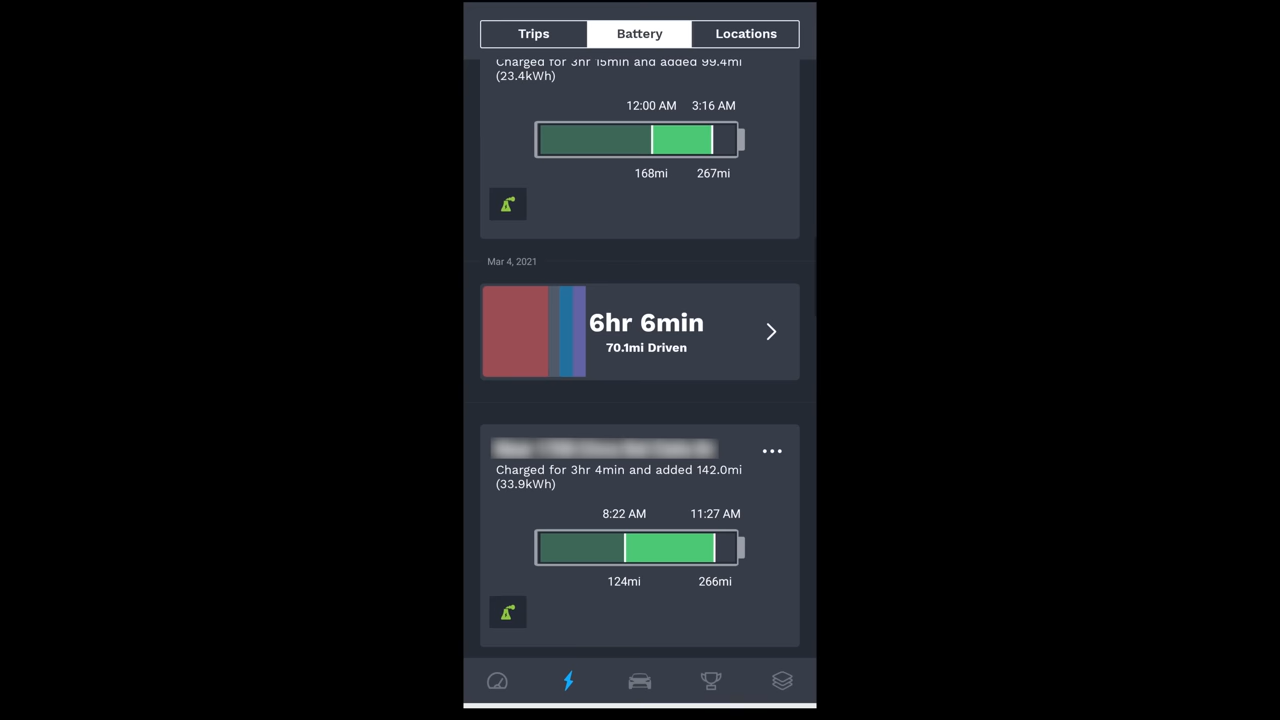 Trips Battery Locations
Charged for 3hr 15min and added 99.4mi
(23.4kWh)
12:00 AM 3:16 AM
168mi 267mi
Mar 4, 2021
6hr 6min
70.1mi Driven
Charged for 3hr 4min and added 142.0mi
(33.9kWh)
8:22 AM 11:27 AM
124mi 266mi